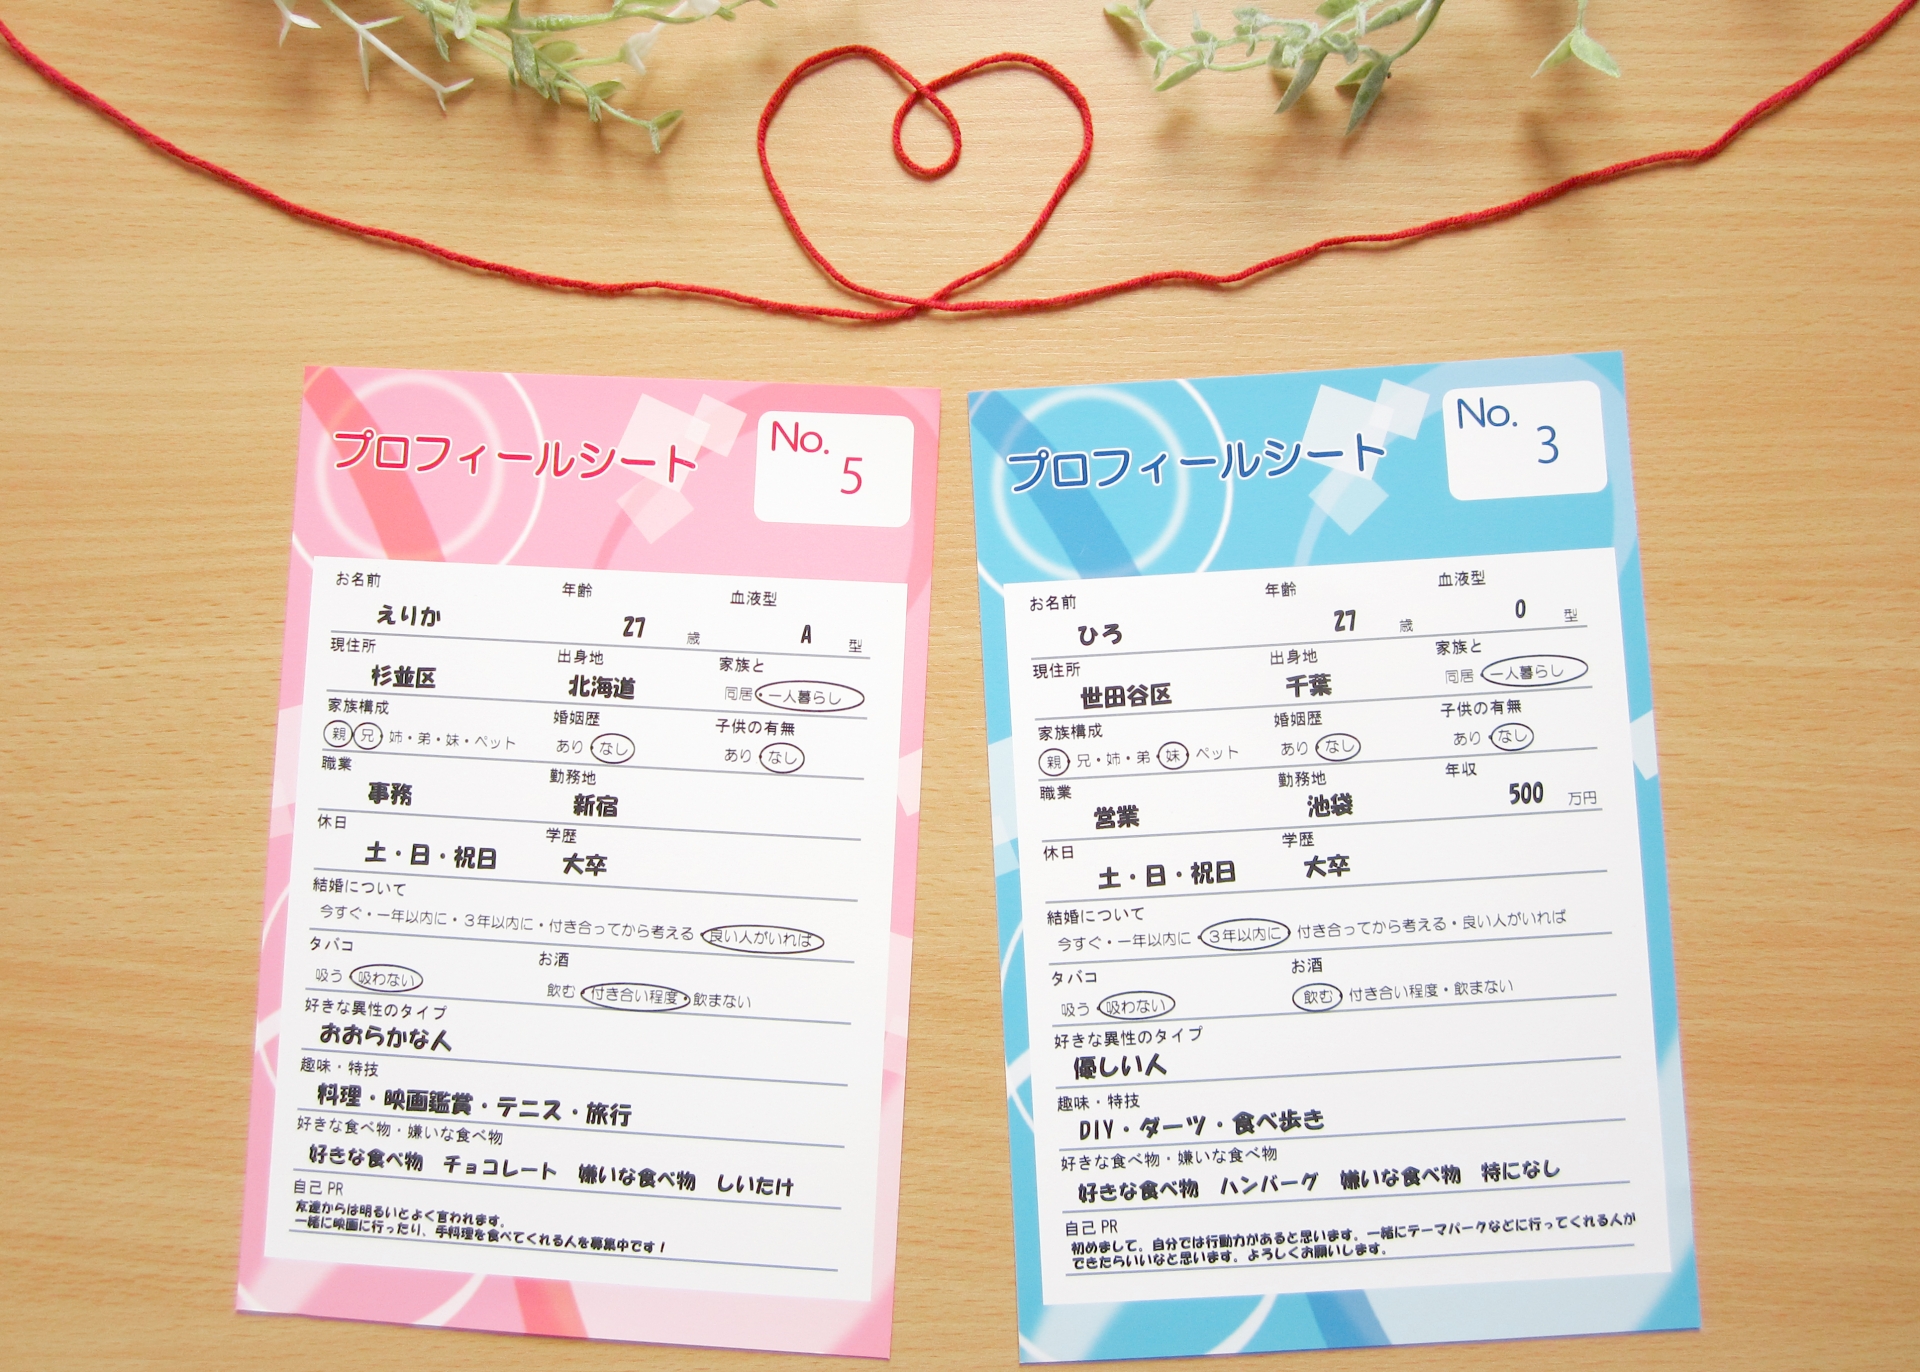 プロフィールシート
No. 5
お名前 年齢 血液型
えりか 27 歳 A 型
現住所 出身地 家族と
杉並区 北海道 同居・一人暮らし
家族構成 婚姻歴 子供の有無
親・兄・姉・弟・妹・ペット あり・なし あり・なし
職業 勤務地
事務 新宿
休日 学歴
土・日・祝日 大卒
結婚について
今すぐ・一年以内に・3年以内に・付き合ってから考える・良い人がいれば
タバコ お酒
吸う・吸わない 飲む・付き合い程度・飲まない
好きな異性のタイプ
おおらかな人
趣味・特技
料理・映画鑑賞・テニス・旅行
好きな食べ物・嫌いな食べ物
好きな食べ物 チョコレート 嫌いな食べ物 しいたけ
自己PR
友達からは明るいとよく言われます。
一緒に映画に行ったり、手料理を食べてくれる人を募集中です！
プロフィールシート
No. 3
お名前 年齢 血液型
ひろ 27 歳 O 型
現住所 出身地 家族と
世田谷区 千葉 同居・一人暮らし
家族構成 婚姻歴 子供の有無
親・兄・姉・弟・妹・ペット あり・なし あり・なし
職業 勤務地 年収
営業 池袋 500 万円
休日 学歴
土・日・祝日 大卒
結婚について
今すぐ・一年以内に・3年以内に・付き合ってから考える・良い人がいれば
タバコ お酒
吸う・吸わない 飲む・付き合い程度・飲まない
好きな異性のタイプ
優しい人
趣味・特技
DIY・ダーツ・食べ歩き
好きな食べ物・嫌いな食べ物
好きな食べ物 ハンバーグ 嫌いな食べ物 特になし
自己PR
初めまして。自分では行動力があると思います。一緒にテーマパークなどに行ってくれる人が
できたらいいなと思います。よろしくお願いします。